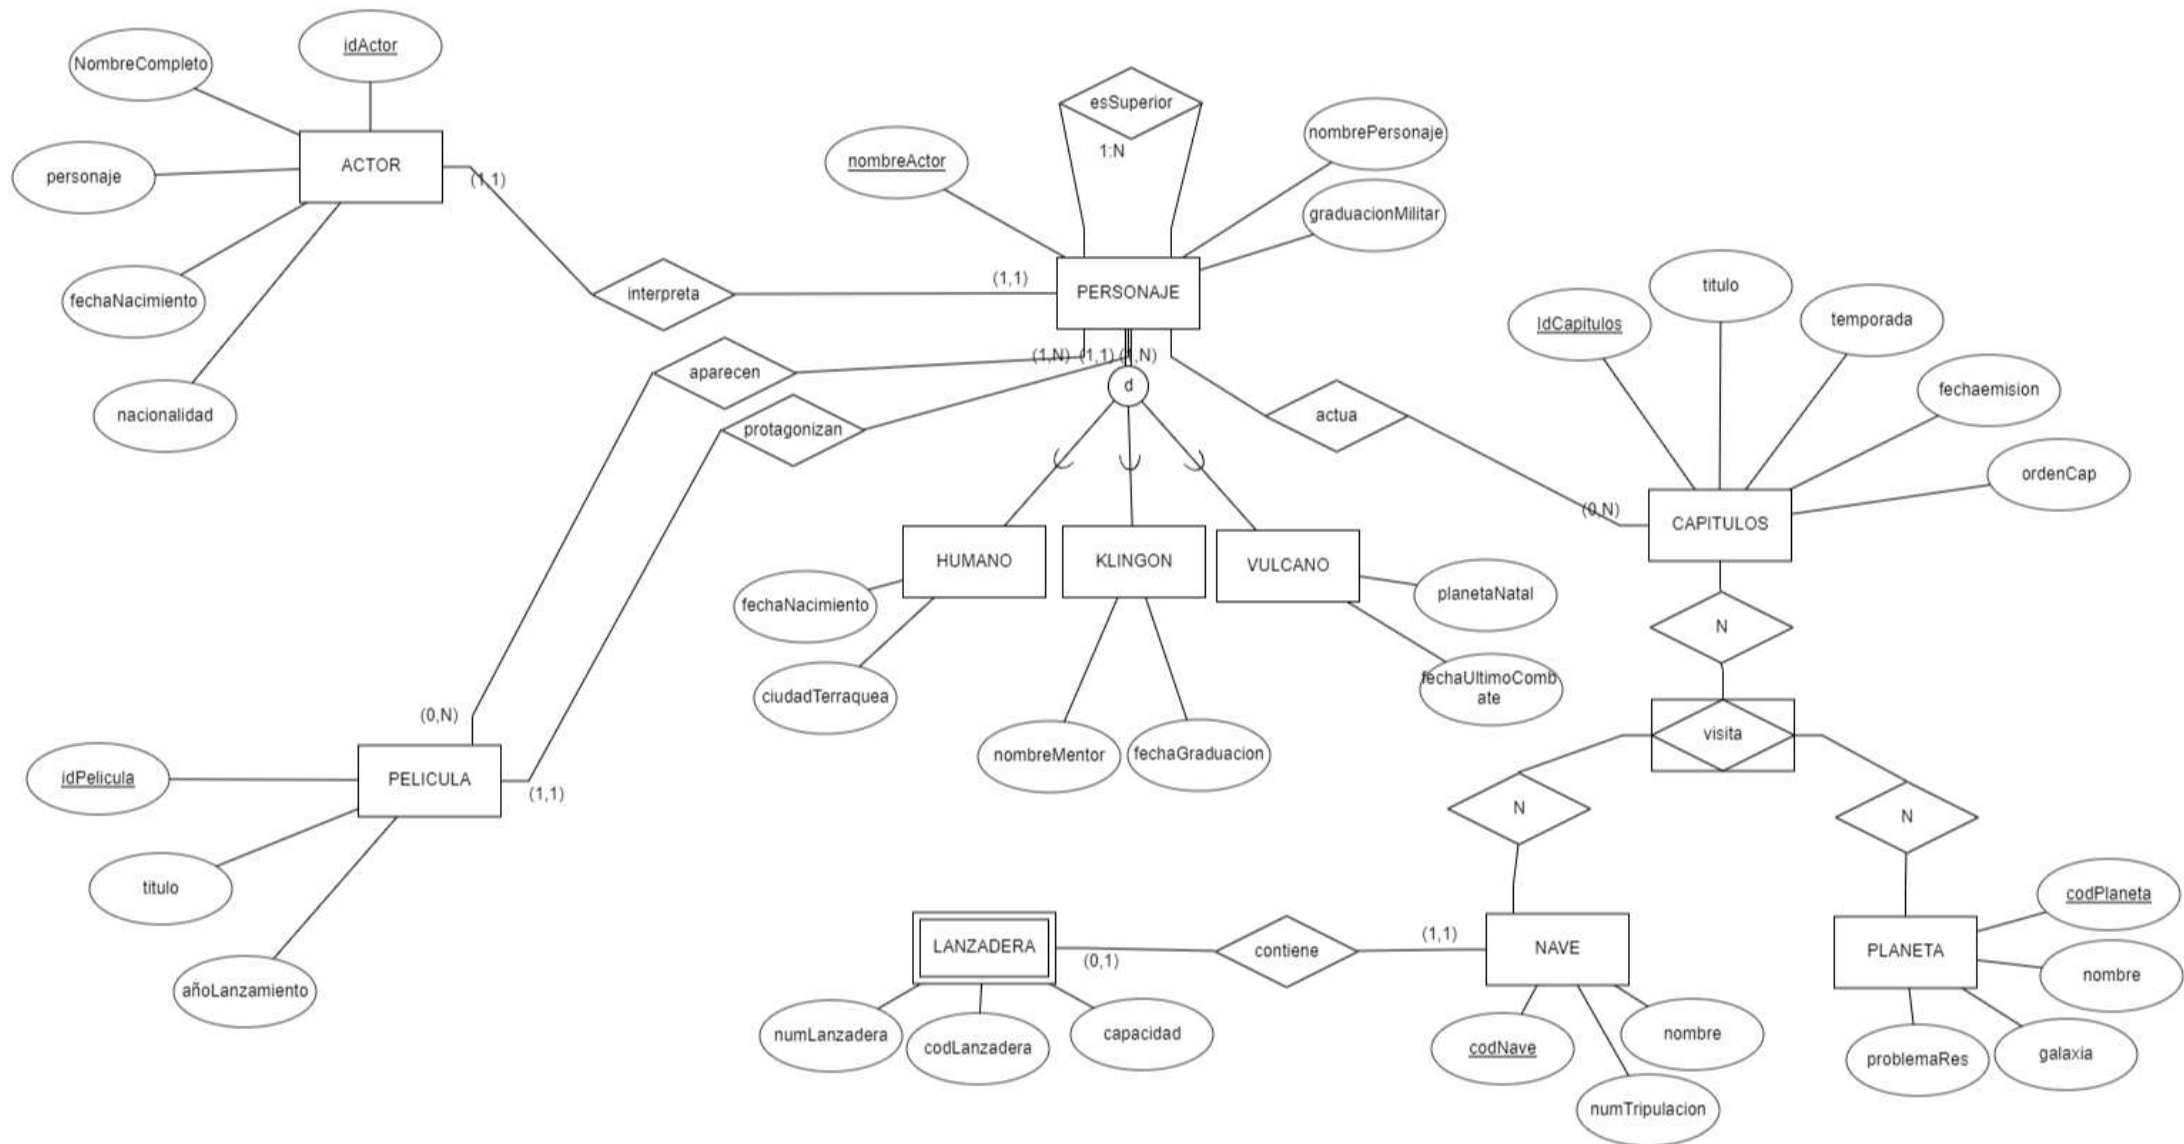 idActor
NombreCompleto
ACTOR
personaje
fechaNacimiento
nacionalidad
(1,1)
interpreta
(1,1)
esSuperior
1:N
nombreActor
nombrePersonaje
graduacionMilitar
PERSONAJE
(1,N)
(1,1)
(1,N)
aparecen
protagonizan
d
actua
(0,N)
IdCapitulos
titulo
temporada
fechaemision
ordenCap
CAPITULOS
HUMANO
KLINGON
VULCANO
fechaNacimiento
ciudadTerraquea
nombreMentor
fechaGraduacion
planetaNatal
fechaUltimoComb
ate
(0,N)
PELICULA
(1,1)
idPelicula
titulo
añoLanzamiento
N
visita
N
N
LANZADERA
(0,1)
contiene
(1,1)
NAVE
PLANETA
numLanzadera
codLanzadera
capacidad
codNave
nombre
numTripulacion
codPlaneta
nombre
galaxia
problemaRes